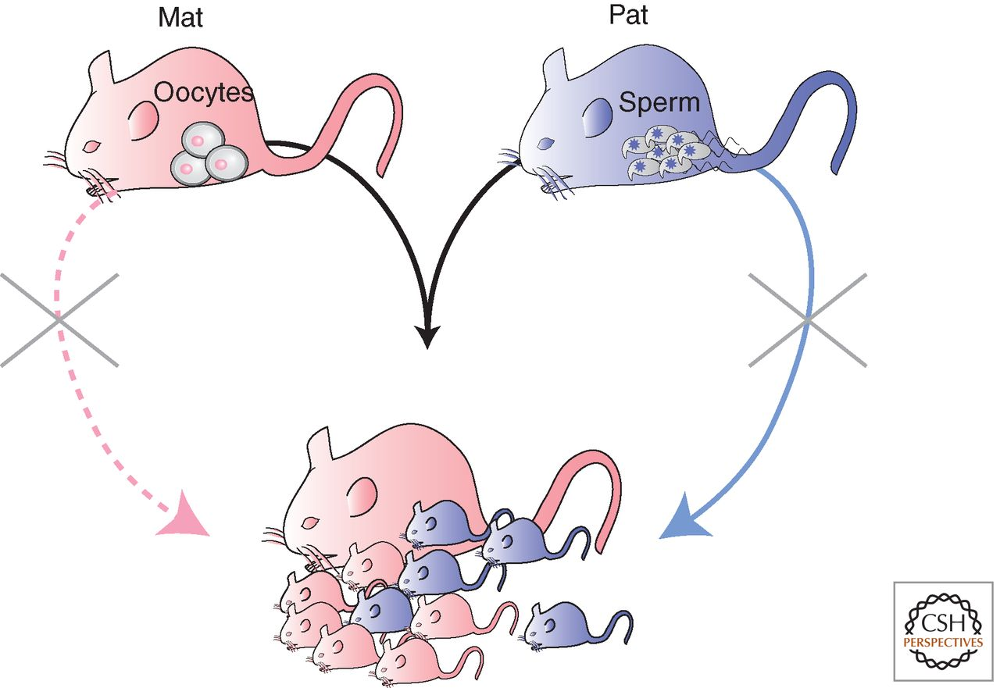 Mat
Pat
Oocytes
Sperm
CSH
PERSPECTIVES